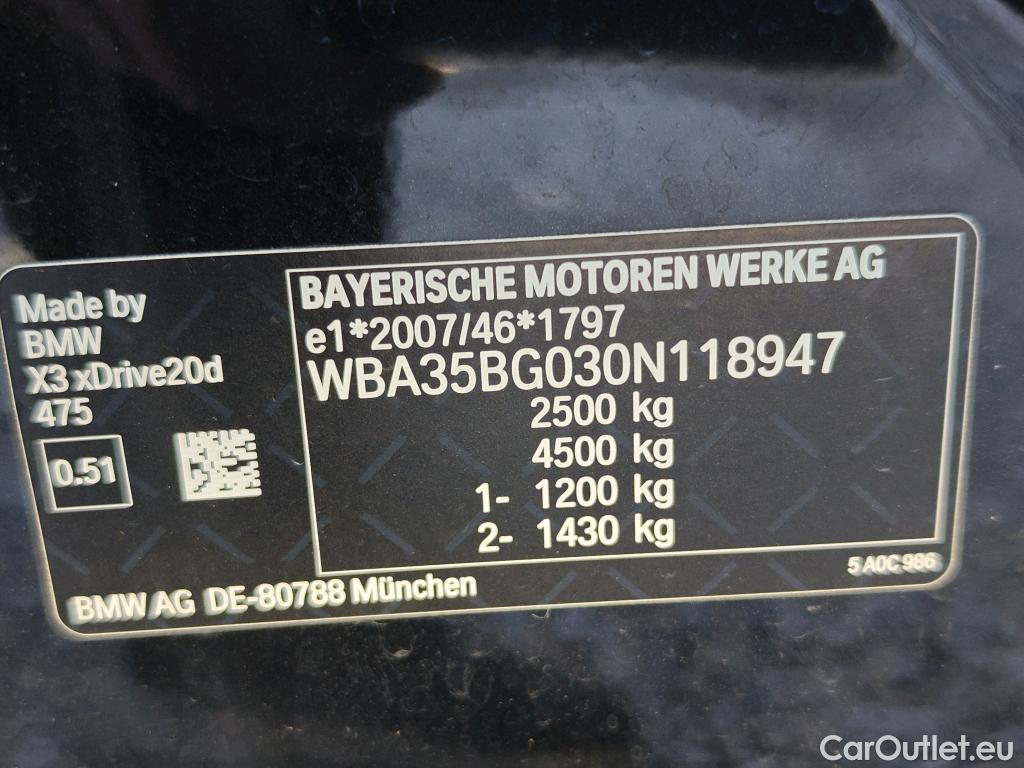 Made by
BMW
X3 xDrive20d
475
0.51
BAYERISCHE MOTOREN WERKE AG
e1*2007/46*1797
WBA35BG030N118947
2500 kg
4500 kg
1- 1200 kg
2- 1430 kg
5 A0C 986
BMW AG DE-80788 München
CarOutlet.eu